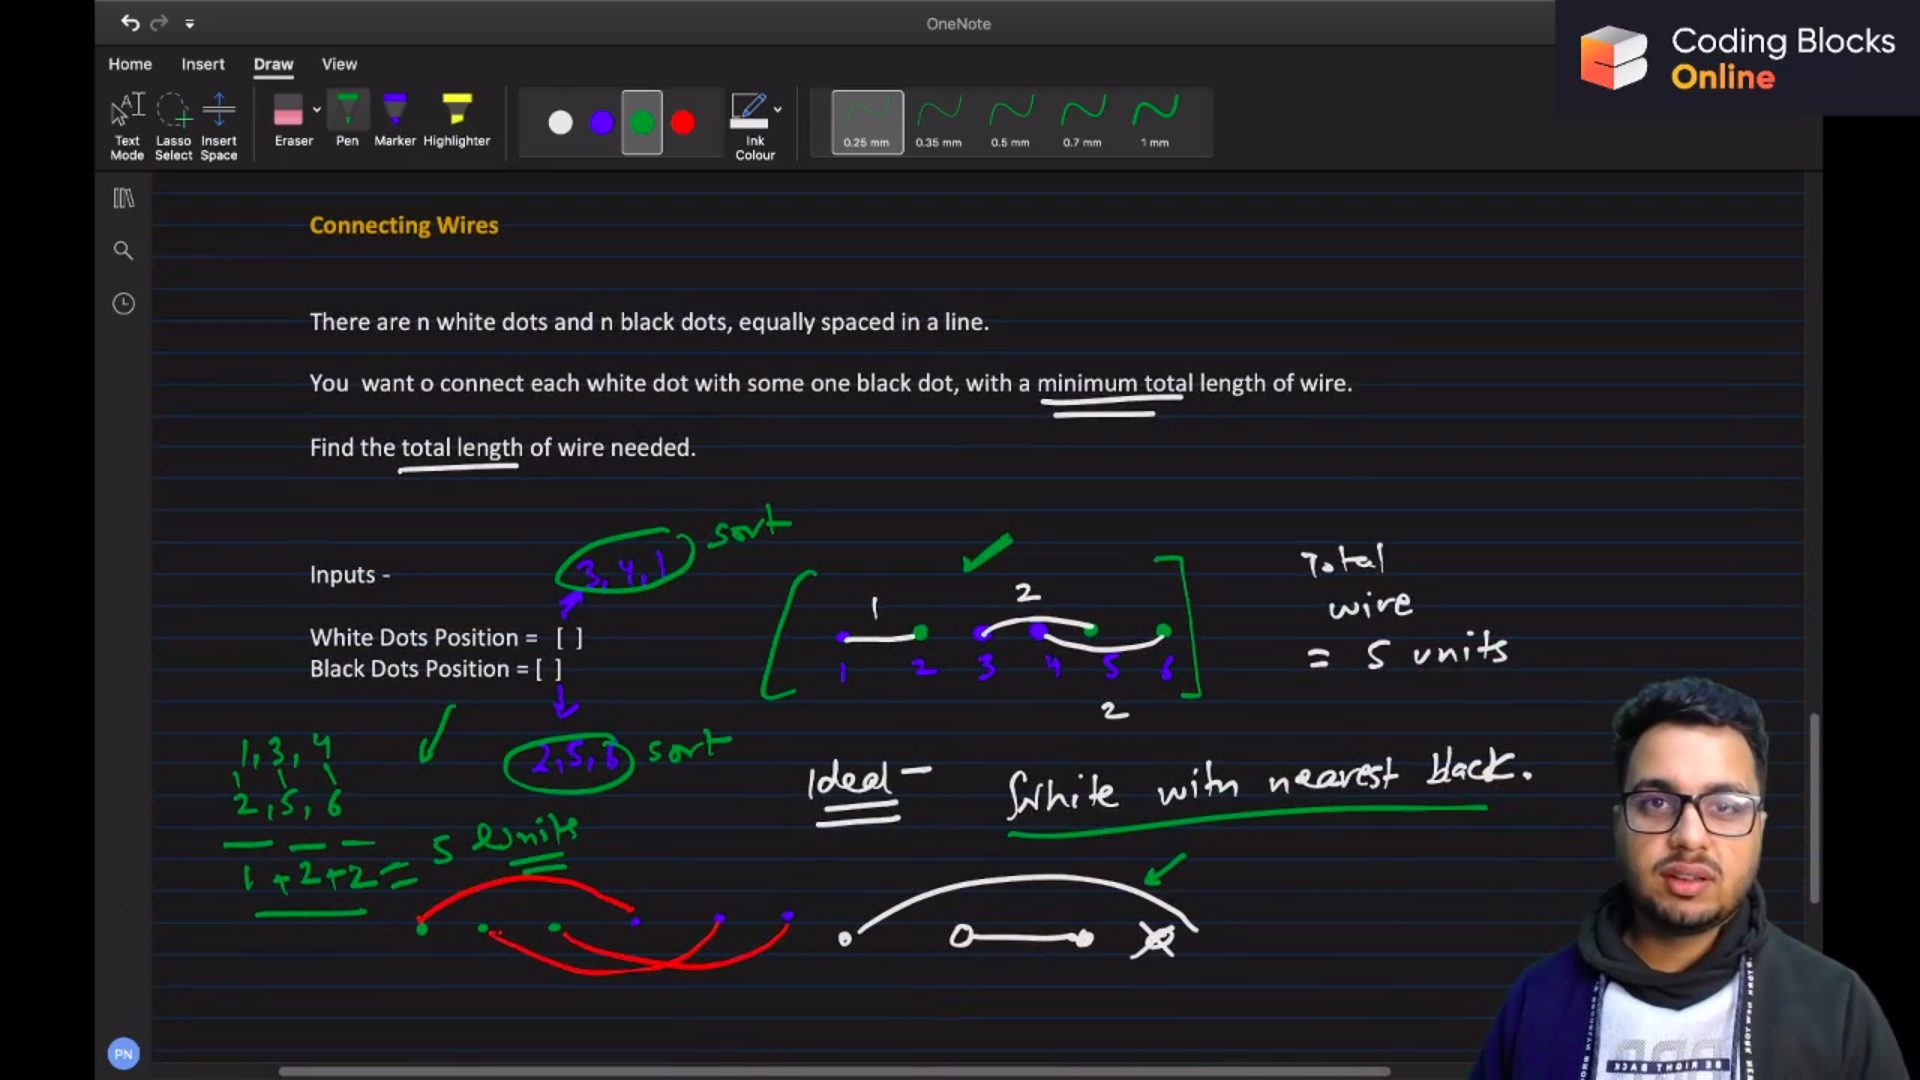 OneNote
Coding Blocks
Online
Home Insert Draw View
Text Mode
Lasso Select
Insert Space
Eraser
Pen
Marker
Highlighter
Ink Colour
0.25 mm
0.35 mm
0.5 mm
0.7 mm
1 mm
Connecting Wires
There are n white dots and n black dots, equally spaced in a line.
You want o connect each white dot with some one black dot, with a minimum total length of wire.
Find the total length of wire needed.
3, 4, 1 sort
Inputs -
White Dots Position = [ ]
Black Dots Position = [ ]
2, 5, 6 sort
1 2
1 2 3 4 5 6
2
Total
wire
= 5 units
1, 3, 4
2, 5, 6
1 + 2 + 2 = 5 Units
Ideal - White with nearest black.
PN